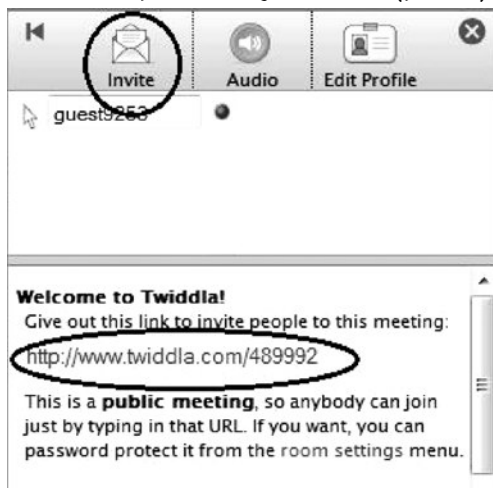 Invite Audio Edit Profile
guest9253
Welcome to Twiddla!
Give out this link to invite people to this meeting:
http://www.twiddla.com/489992
This is a public meeting, so anybody can join
just by typing in that URL. If you want, you can
password protect it from the room settings menu.